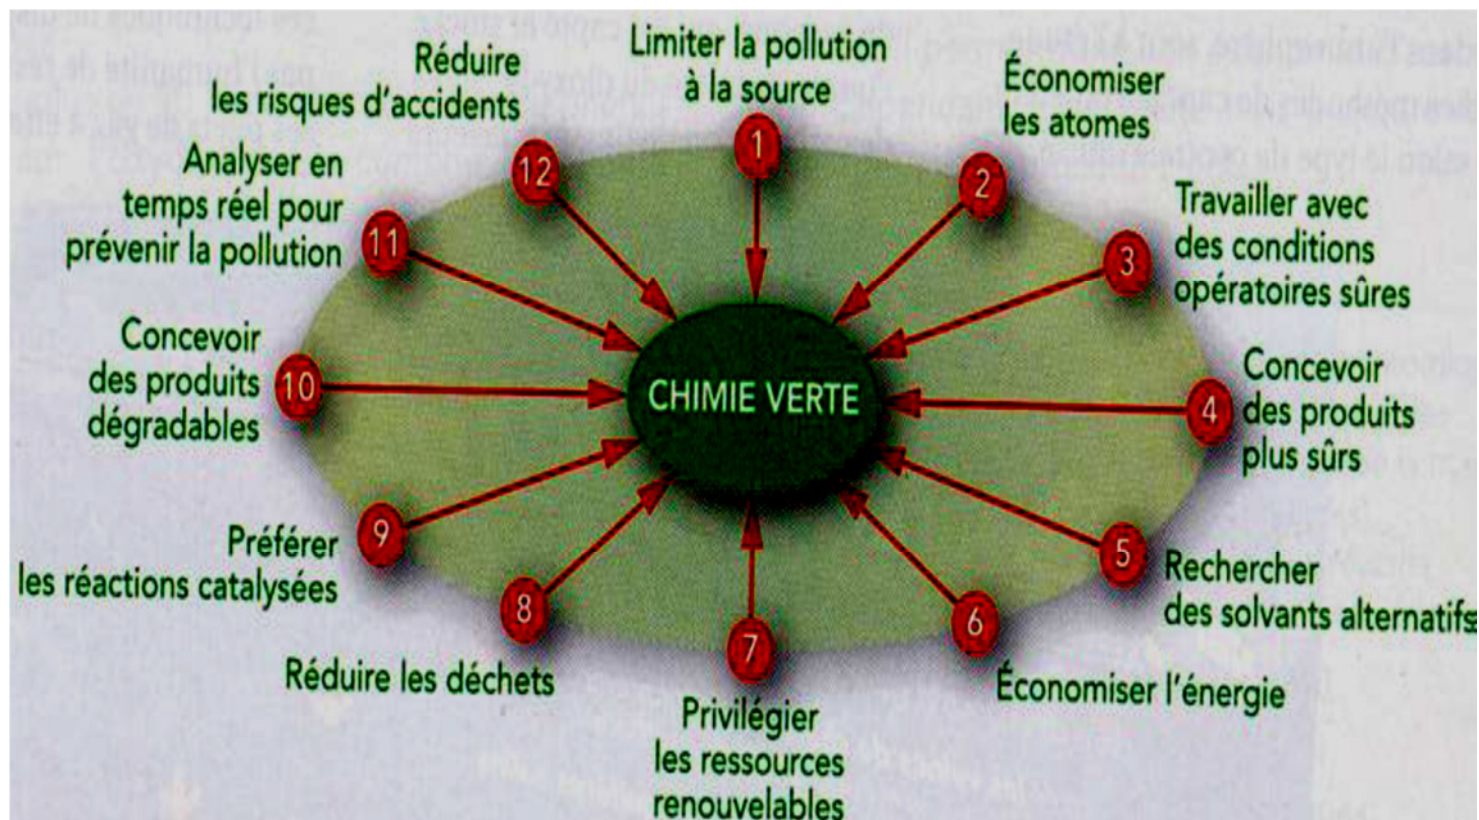 Limiter la pollution
à la source
1
Économiser
les atomes
2
Travailler avec
des conditions
opératoires sûres
3
Concevoir
des produits
plus sûrs
4
Rechercher
des solvants alternatifs
5
Économiser l'énergie
6
Privilégier
les ressources
renouvelables
7
Réduire les déchets
8
Préférer
les réactions catalysées
9
Concevoir
des produits
dégradables
10
Analyser en
temps réel pour
prévenir la pollution
11
Réduire
les risques d'accidents
12
CHIMIE VERTE